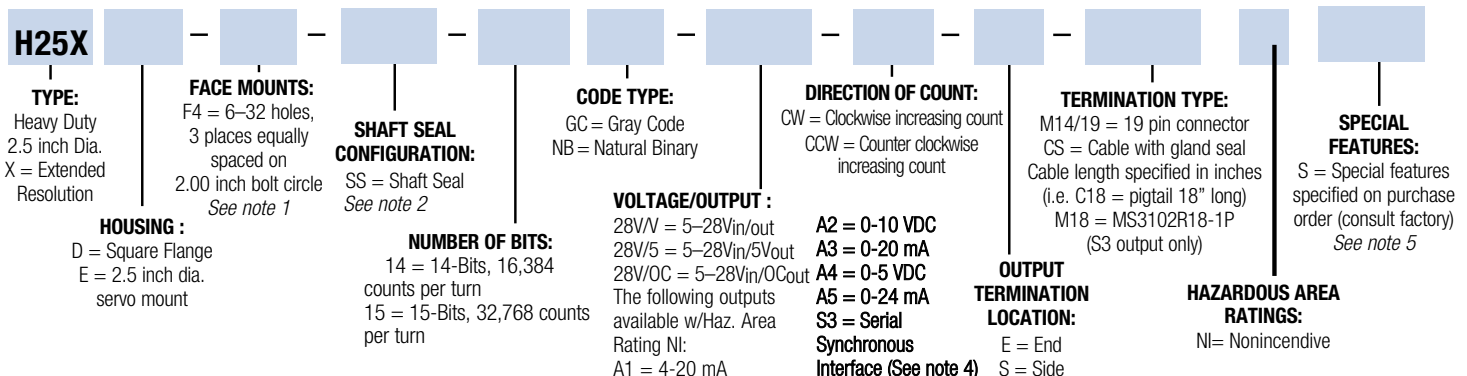 H25X – – – – – – – –
TYPE:
Heavy Duty
2.5 inch Dia.
X = Extended
Resolution
HOUSING :
D = Square Flange
E = 2.5 inch dia.
servo mount
FACE MOUNTS:
F4 = 6–32 holes,
3 places equally
spaced on
2.00 inch bolt circle
See note 1
SHAFT SEAL
CONFIGURATION:
SS = Shaft Seal
See note 2
NUMBER OF BITS:
14 = 14-Bits, 16,384
counts per turn
15 = 15-Bits, 32,768 counts
per turn
CODE TYPE:
GC = Gray Code
NB = Natural Binary
VOLTAGE/OUTPUT :
28V/V = 5–28Vin/out
28V/5 = 5–28Vin/5Vout
28V/OC = 5–28Vin/OCout
The following outputs
available w/Haz. Area
Rating NI:
A1 = 4-20 mA
A2 = 0-10 VDC
A3 = 0-20 mA
A4 = 0-5 VDC
A5 = 0-24 mA
S3 = Serial
Synchronous
Interface (See note 4)
DIRECTION OF COUNT:
CW = Clockwise increasing count
CCW = Counter clockwise
increasing count
OUTPUT
TERMINATION
LOCATION:
E = End
S = Side
TERMINATION TYPE:
M14/19 = 19 pin connector
CS = Cable with gland seal
Cable length specified in inches
(i.e. C18 = pigtail 18” long)
M18 = MS3102R18-1P
(S3 output only)
HAZARDOUS AREA
RATINGS:
NI= Nonincendive
SPECIAL
FEATURES:
S = Special features
specified on purchase
order (consult factory)
See note 5